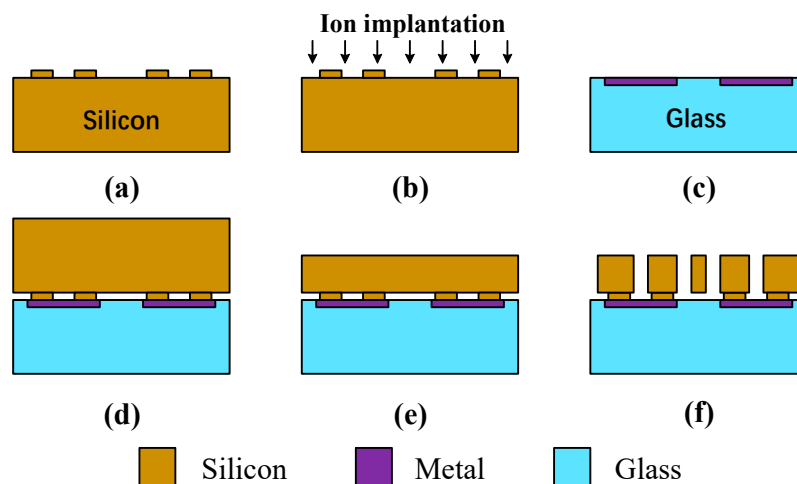 Ion implantation
Silicon
Glass
(a)
(b)
(c)
(d)
(e)
(f)
Silicon
Metal
Glass